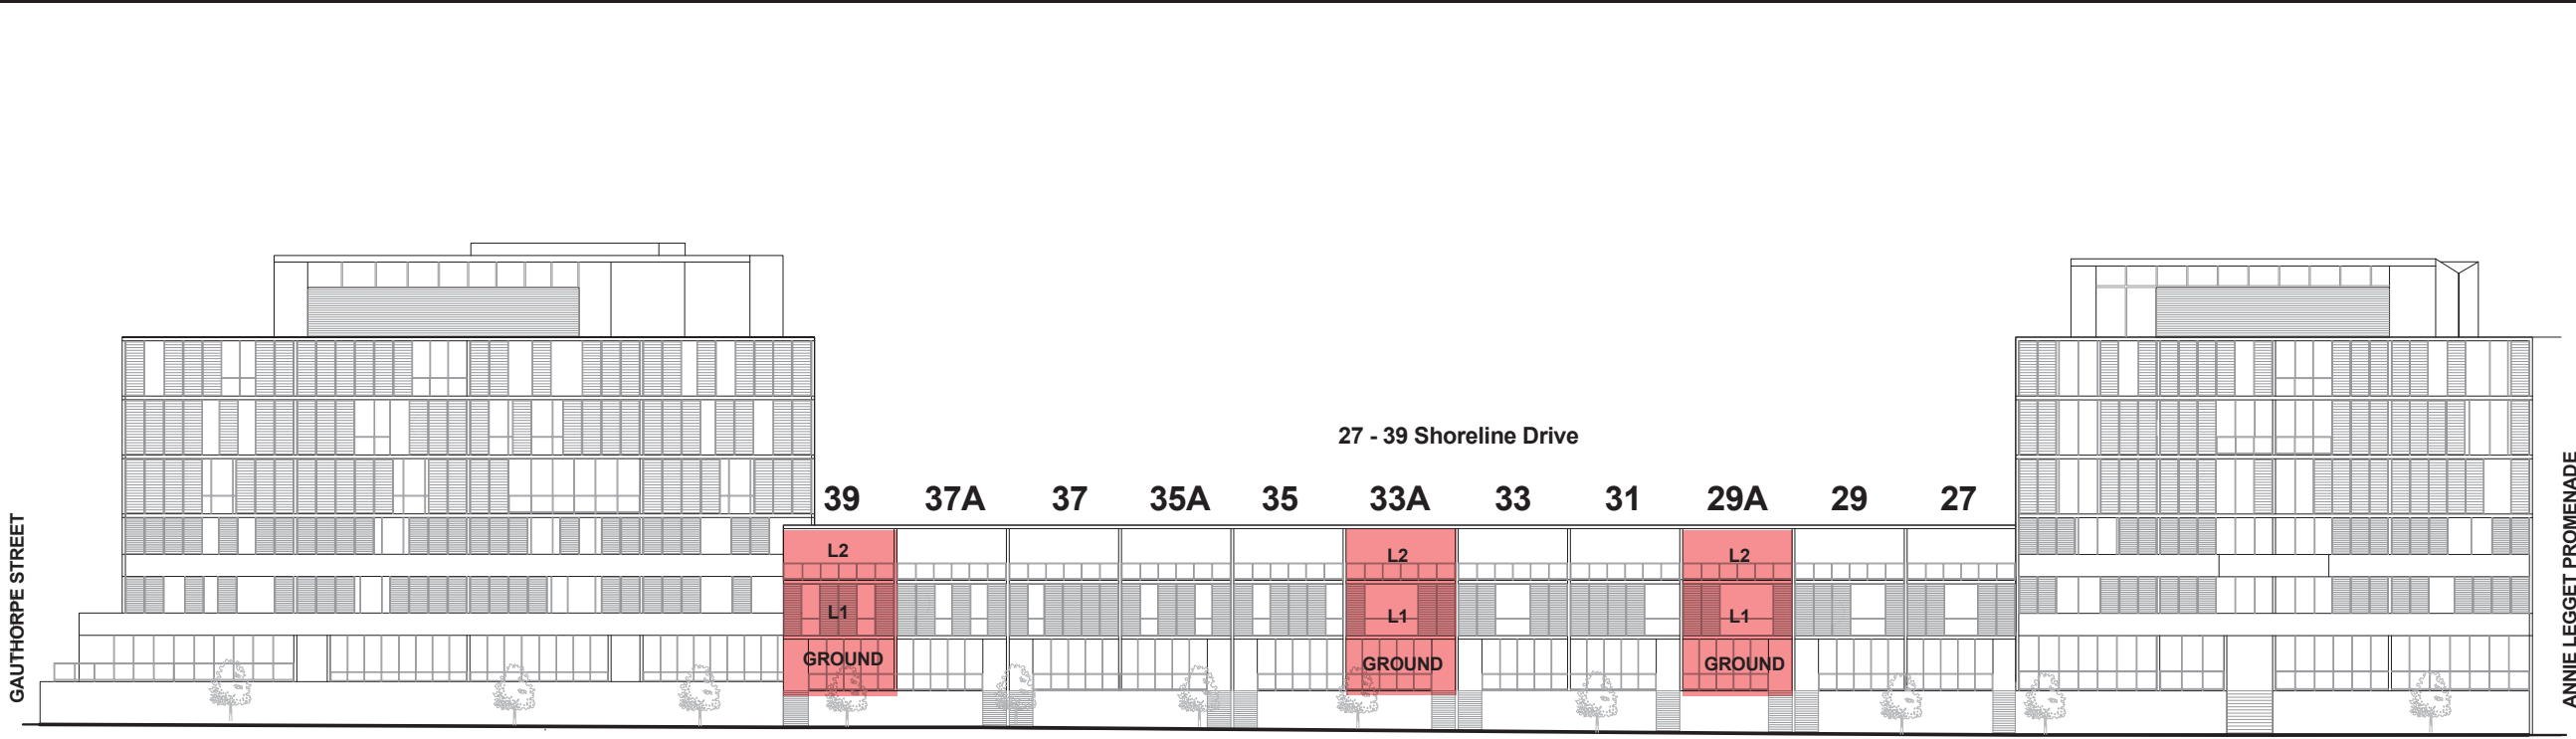 27 - 39 Shoreline Drive
39 37A 37 35A 35 33A 33 31 29A 29 27
L2 L2 L2
L1 L1 L1
GROUND GROUND GROUND
GAUTHORPE STREET
ANNIE LEGGET PROMENADE